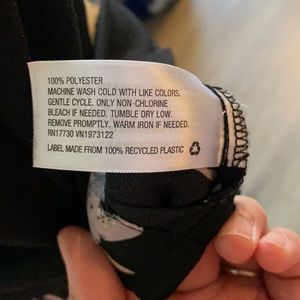 100% POLYESTER
MACHINE WASH COLD WITH LIKE COLORS.
GENTLE CYCLE. ONLY NON-CHLORINE
BLEACH IF NEEDED. TUMBLE DRY LOW.
REMOVE PROMPTLY. WARM IRON IF NEEDED.
RN17730 VN1973122
LABEL MADE FROM 100% RECYCLED PLASTIC